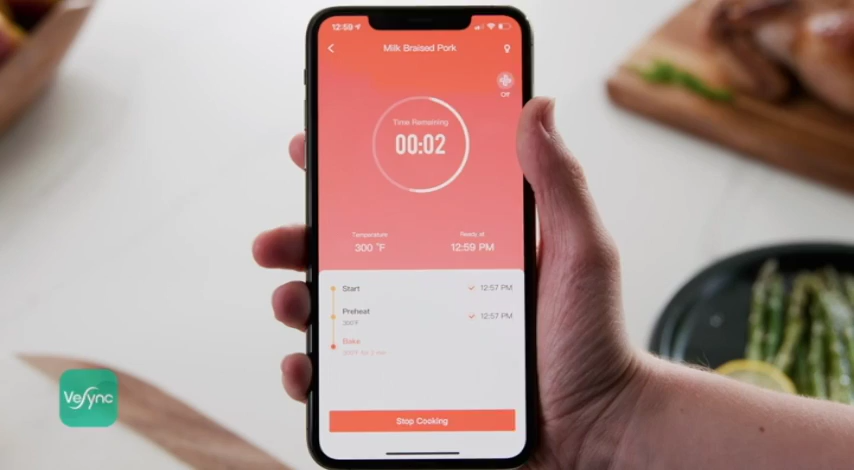 12:59
Milk Braised Pork
Off
Time Remaining
00:02
Temperature
300 °F
Ready at
12:59 PM
Start
12:57 PM
Preheat
300°F
12:57 PM
Bake
Stop Cooking
VeSync